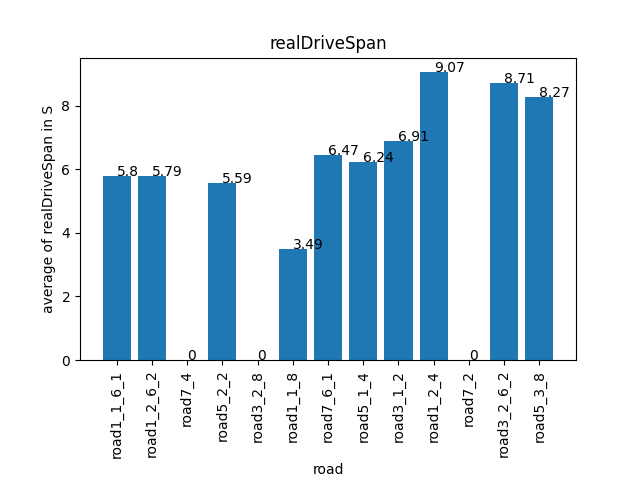 realDriveSpan
average of realDriveSpan in S
8
6
4
2
0
5.8
5.79
0
5.59
0
3.49
6.47
6.24
6.91
9.07
0
8.71
8.27
road1_1_6_1
road1_2_6_2
road7_4
road5_2_2
road3_2_8
road1_1_8
road7_6_1
road5_1_4
road3_1_2
road1_2_4
road7_2
road3_2_6_2
road5_3_8
road